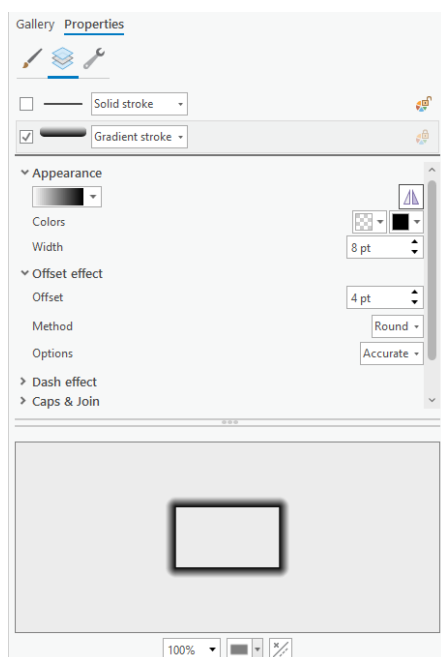 Gallery Properties
Solid stroke
Gradient stroke
Appearance
Colors
Width 8 pt
Offset effect
Offset 4 pt
Method Round
Options Accurate
Dash effect
Caps & Join
100%